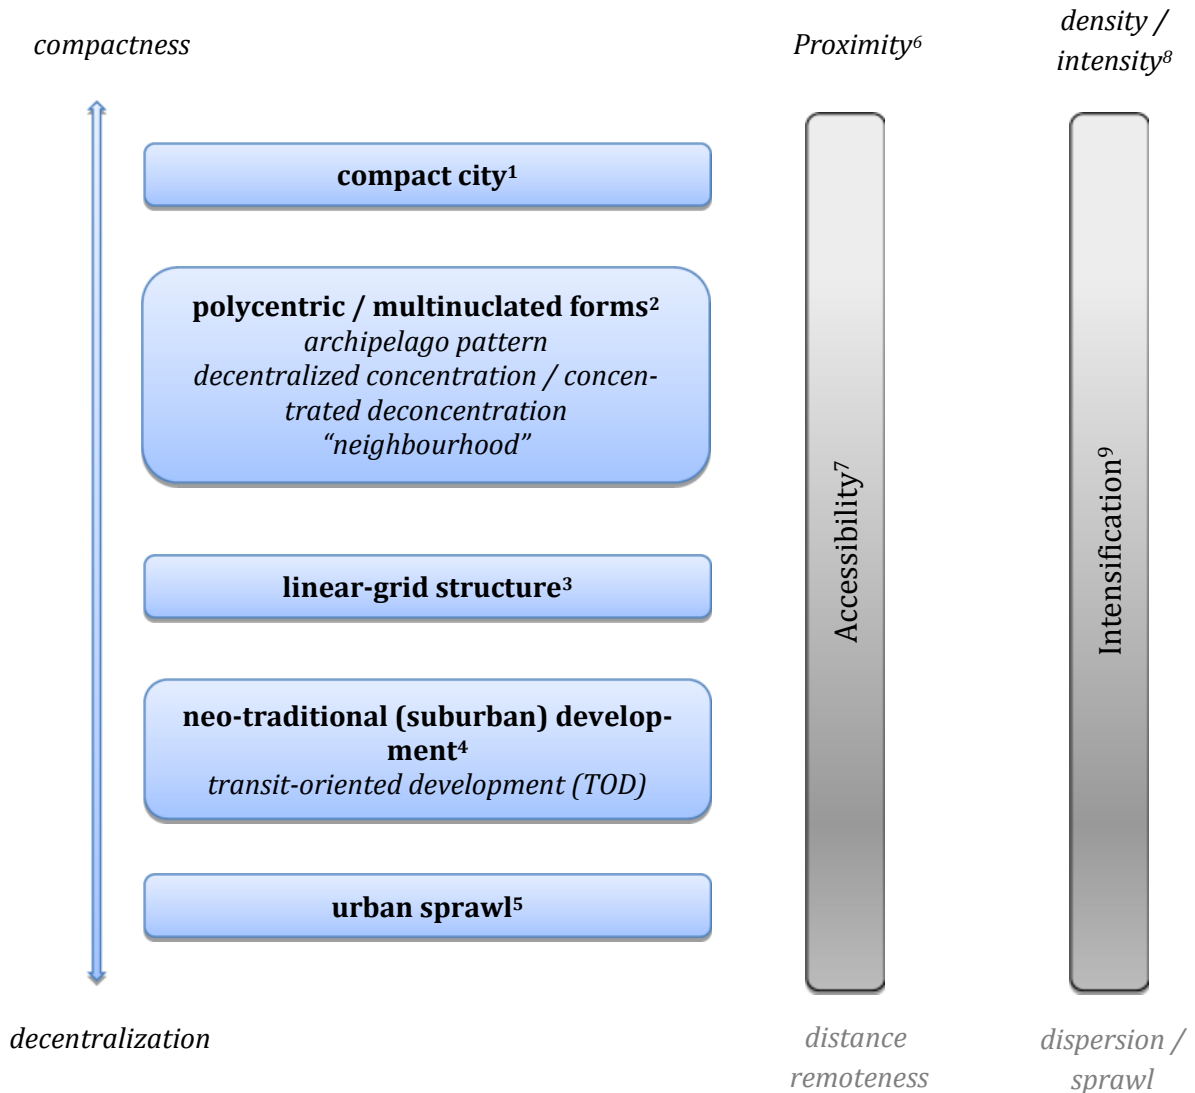 compactness
Proximity⁶
density /
intensity⁸
compact city¹
polycentric / multinuclated forms²
archipelago pattern
decentralized concentration / concen-
trated deconcentration
“neighbourhood”
linear-grid structure³
neo-traditional (suburban) develop-
ment⁴
transit-oriented development (TOD)
urban sprawl⁵
Accessibility⁷
Intensification⁹
decentralization
distance
remoteness
dispersion /
sprawl